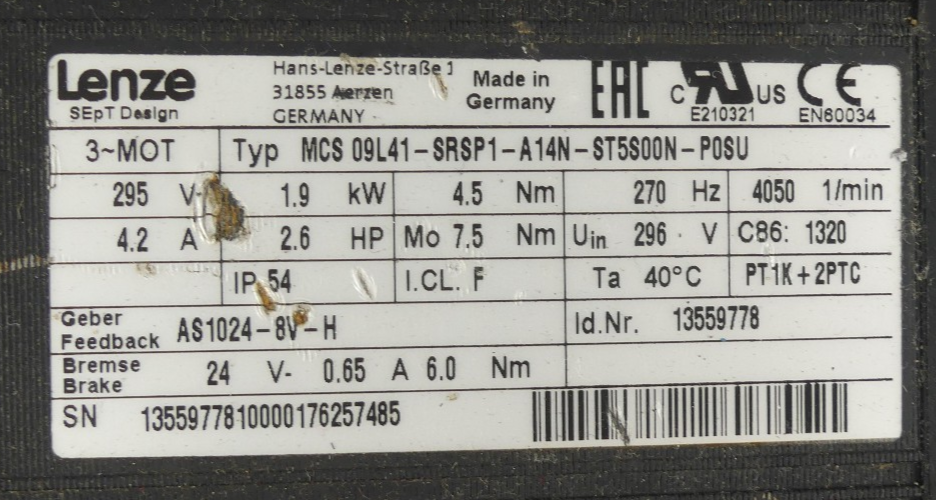 Lenze
SEpT Design
Hans-Lenze-Straße 1
31855 Aerzen
GERMANY
Made in
Germany
EAC
C UR US
E210321
CE
EN60034
3~MOT Typ MCS 09L41-SRSP1-A14N-ST5S00N-P0SU
295 V~ 1.9 kW 4.5 Nm 270 Hz 4050 1/min
4.2 A 2.6 HP Mo 7.5 Nm Uin 296 V C86: 1320
IP 54 I.CL. F Ta 40°C PT1K+2PTC
Geber
Feedback AS1024-8V-H Id.Nr. 13559778
Bremse
Brake 24 V- 0.65 A 6.0 Nm
SN 1355977810000176257485